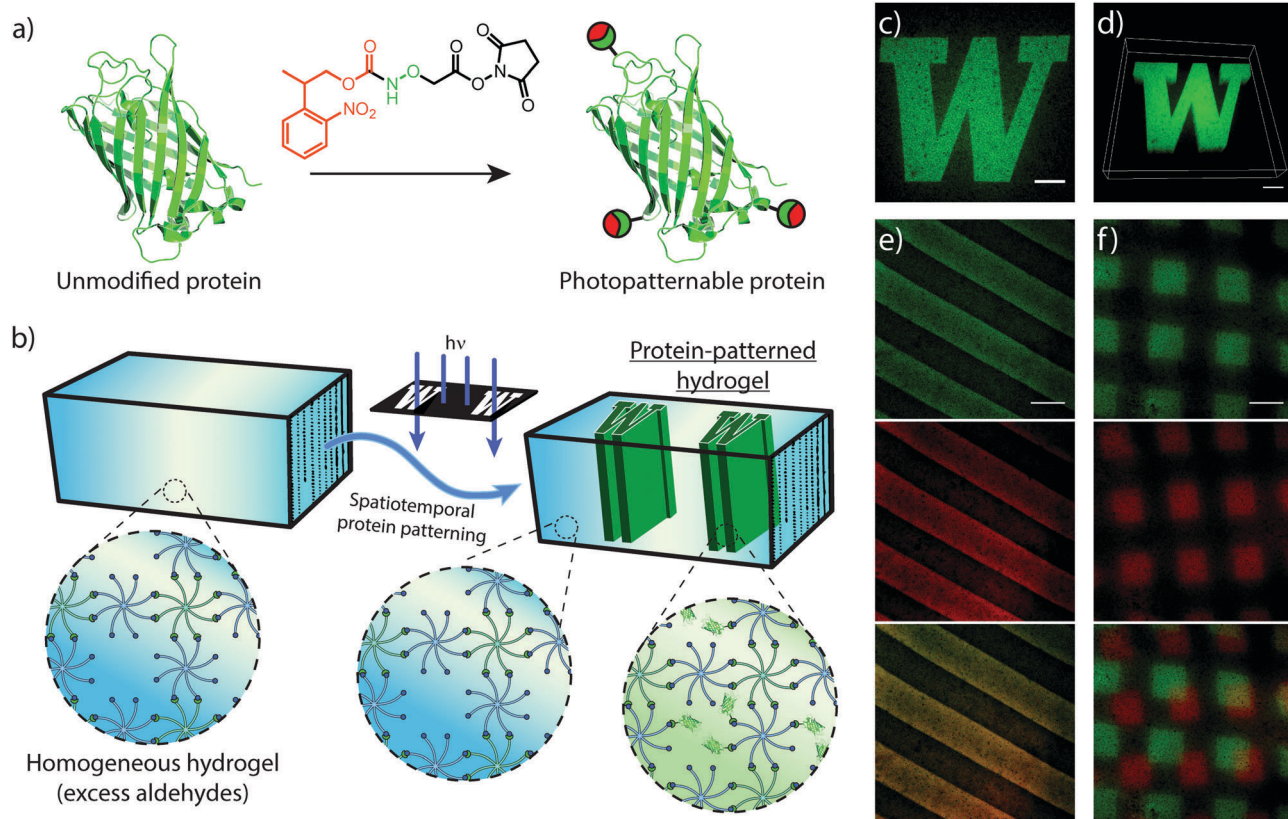 a)
O
O
N
H
O
O
O
N
O
O
NO2
Unmodified protein
Photopatternable protein
b)
hν
W
W
Spatiotemporal
protein patterning
Protein-patterned
hydrogel
W
W
Homogeneous hydrogel
(excess aldehydes)
c)
W
d)
W
e)
f)